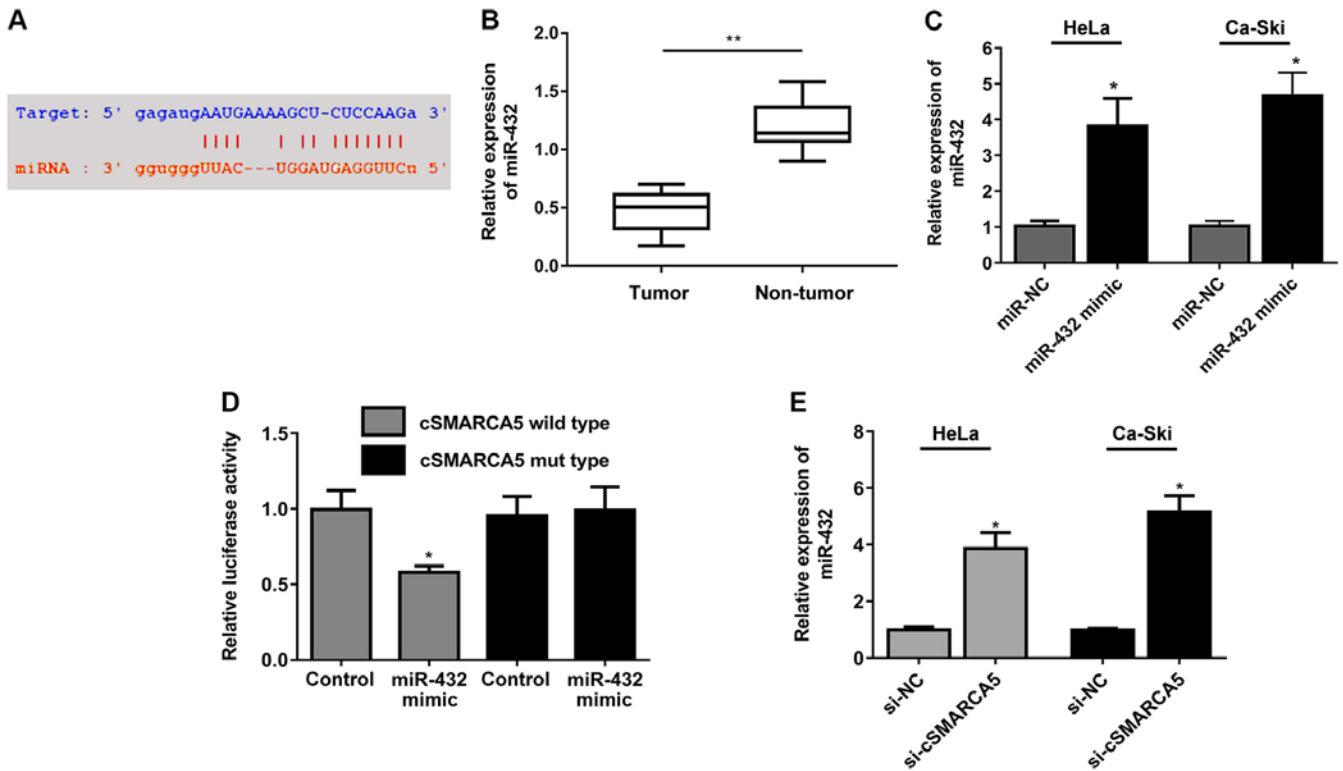 A
Target: 5' gagaugAAUGAAAAGCU-CUCCAAGa 3'
|||| | || |||||||
miRNA : 3' ggugggUUAC---UGGAUGAGGUUCu 5'
B
Relative expression
of miR-432
2.0
1.5
1.0
0.5
0.0
**
Tumor
Non-tumor
C
Relative expression of
miR-432
6
5
4
3
2
1
0
HeLa
Ca-Ski
*
*
miR-NC
miR-432 mimic
miR-NC
miR-432 mimic
D
Relative luciferase activity
1.5
1.0
0.5
0.0
cSMARCA5 wild type
cSMARCA5 mut type
*
Control
miR-432
mimic
Control
miR-432
mimic
E
Relative expression of
miR-432
8
6
4
2
0
HeLa
Ca-Ski
*
*
si-NC
si-cSMARCA5
si-NC
si-cSMARCA5